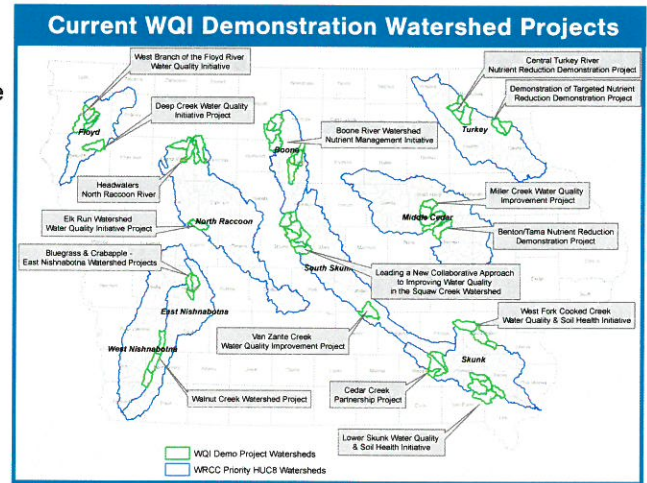 e
Current WQI Demonstration Watershed Projects
West Branch of the Floyd River
Water Quality Initiative
Deep Creek Water Quality
Initiative Project
Central Turkey River
Nutrient Reduction Demonstration Project
Demonstration of Targeted Nutrient
Reduction Demonstration Project
Floyd
Turkey
Boone
Boone River Watershed
Nutrient Management Initiative
Headwaters
North Raccoon River
Miller Creek Water Quality
Improvement Project
Elk Run Watershed
Water Quality Initiative Project
North Raccoon
Middle Cedar
Benton/Tama Nutrient Reduction
Demonstration Project
Bluegrass & Crabapple -
East Nishnabotna Watershed Projects
South Skunk
Leading a New Collaborative Approach
to Improving Water Quality
in the Squaw Creek Watershed
East Nishnabotna
West Fork Cooked Creek
Water Quality & Soil Health Initiative
Van Zante Creek
Water Quality Improvement Project
West Nishnabotna
Skunk
Walnut Creek Watershed Project
Cedar Creek
Partnership Project
Lower Skunk Water Quality
& Soil Health Initiative
WQI Demo Project Watersheds
WRCC Priority HUC8 Watersheds